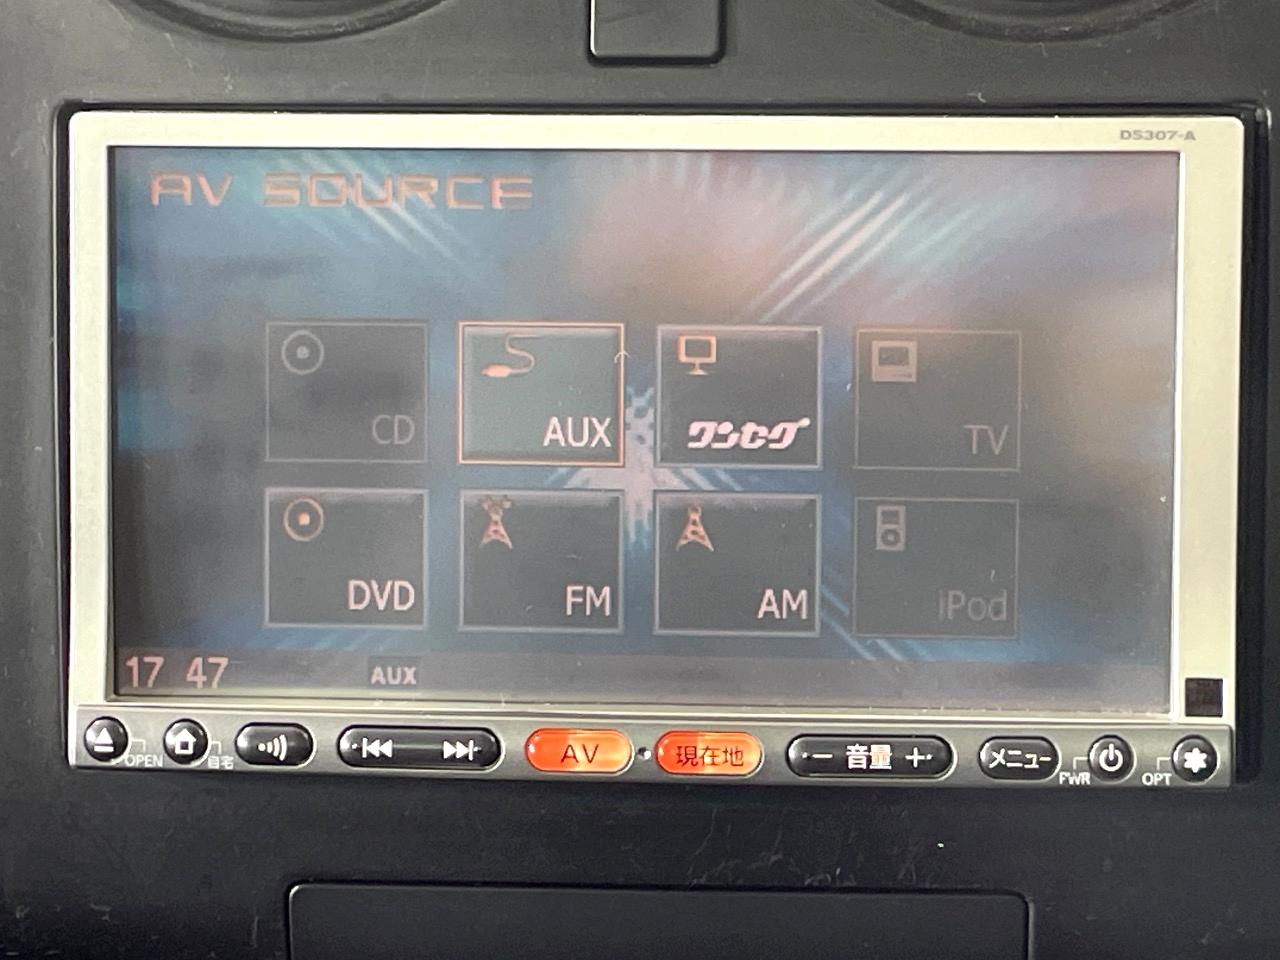 DS307-A
AV SOURCE
CD
AUX
ワンセグ
TV
DVD
FM
AM
iPod
17 47
AUX
OPEN
自宅
AV
現在地
− 音量 +
メニュー
PWR
OPT